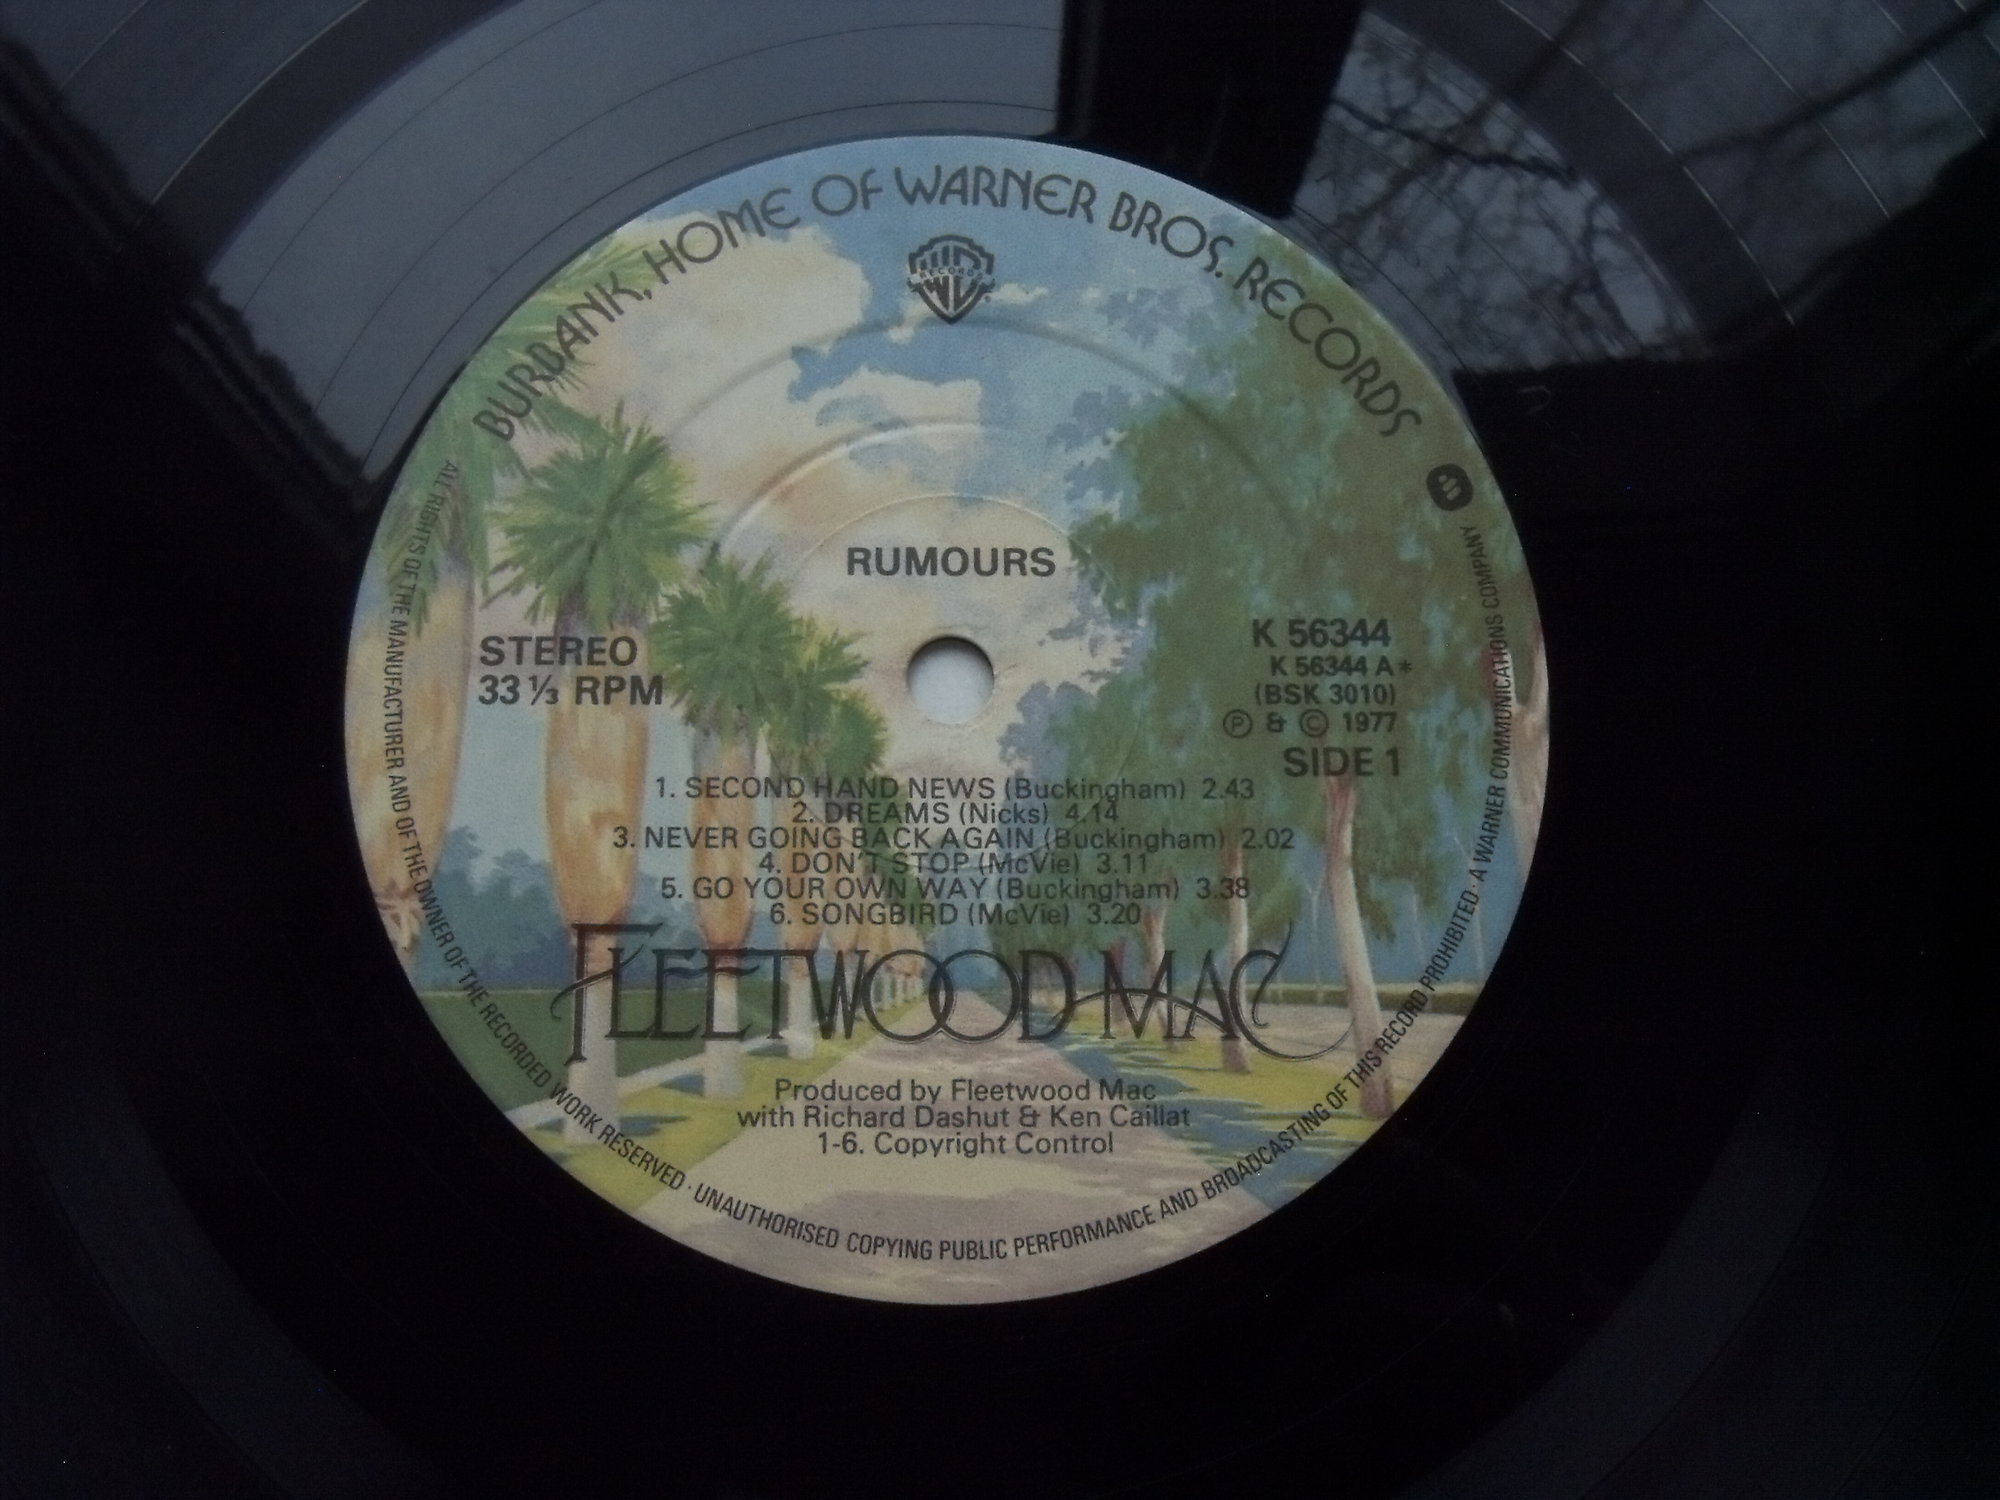 BURBANK, HOME OF WARNER BROS. RECORDS
RECORDS
RUMOURS
STEREO
33 ⅓ RPM
K 56344
K 56344 A*
(BSK 3010)
Ⓟ & © 1977
SIDE 1
1. SECOND HAND NEWS (Buckingham) 2.43
2. DREAMS (Nicks) 4.14
3. NEVER GOING BACK AGAIN (Buckingham) 2.02
4. DON'T STOP (McVie) 3.11
5. GO YOUR OWN WAY (Buckingham) 3.38
6. SONGBIRD (McVie) 3.20
FLEETWOOD MAC
Produced by Fleetwood Mac
with Richard Dashut & Ken Caillat
1-6. Copyright Control
ALL RIGHTS OF THE MANUFACTURER AND OF THE OWNER OF THE RECORDED WORK RESERVED · UNAUTHORISED COPYING PUBLIC PERFORMANCE AND BROADCASTING OF THIS RECORD PROHIBITED · A WARNER COMMUNICATIONS COMPANY